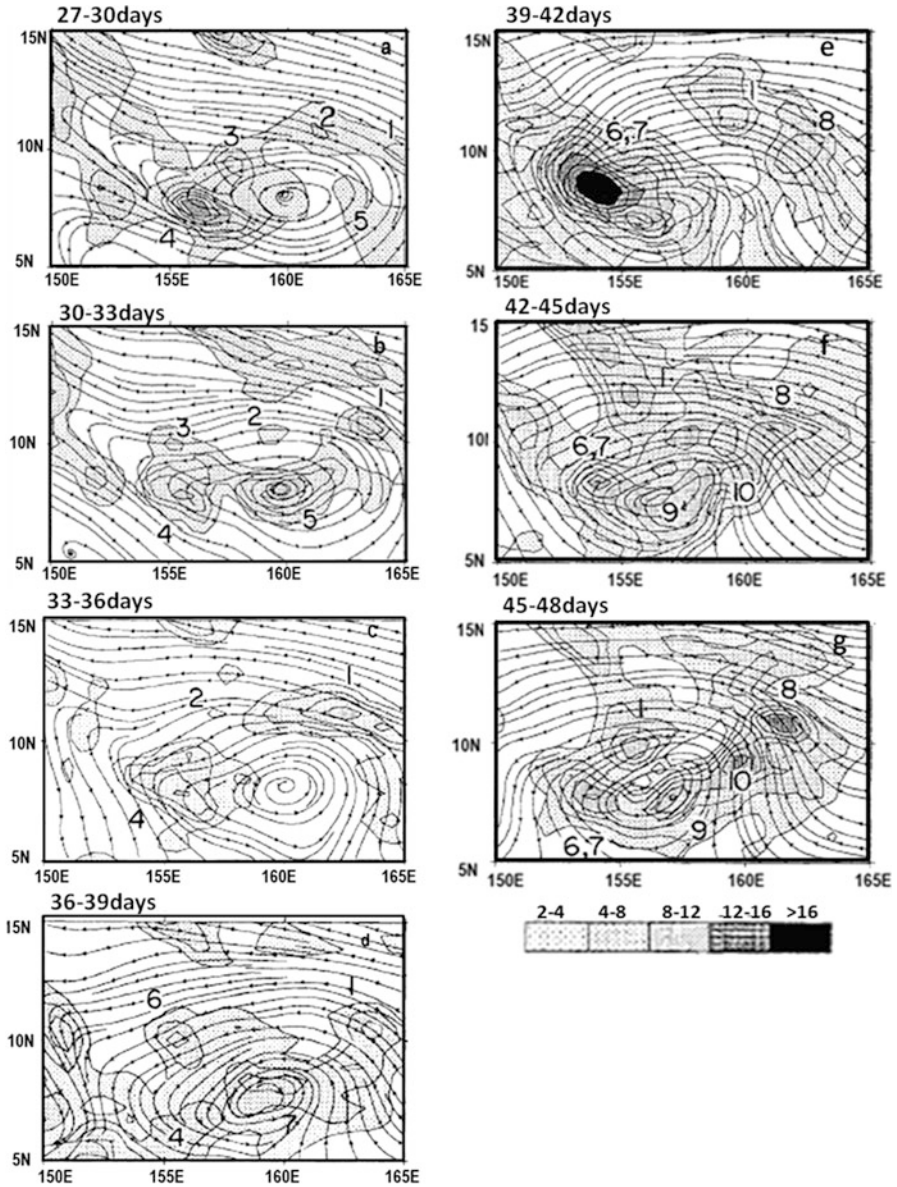 27-30days
15N
a
2
1
3
10N
4
5
5N
150E 155E 160E 165E
30-33days
15N
b
1
2
3
10N
4
5
5N
150E 155E 160E 165E
33-36days
15N
c
1
2
10N
4
5N
150E 155E 160E 165E
36-39days
15N
d
6
1
10N
4
7
5N
150E 155E 160E 165E
39-42days
15N
e
1
6,7
8
10N
5N
150E 155E 160E 165E
42-45days
15
f
1
8
10I
6,7
9
10
5N
150E 155E 160E 165E
45-48days
15N
g
8
1
10N
10
9
6,7
5N
150E 155E 160E 165E
2-4 4-8 8-12 12-16 >16